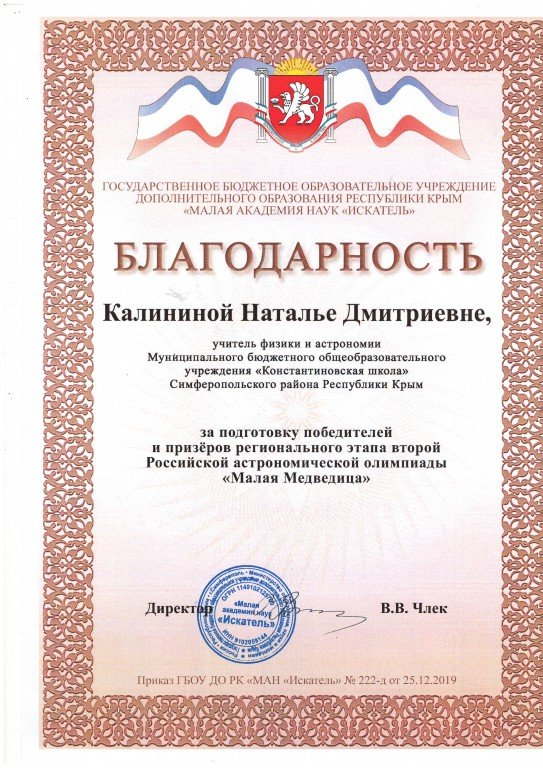 ГОСУДАРСТВЕННОЕ БЮДЖЕТНОЕ ОБРАЗОВАТЕЛЬНОЕ УЧРЕЖДЕНИЕ
ДОПОЛНИТЕЛЬНОГО ОБРАЗОВАНИЯ РЕСПУБЛИКИ КРЫМ
«МАЛАЯ АКАДЕМИЯ НАУК «ИСКАТЕЛЬ»
БЛАГОДАРНОСТЬ
Калининой Наталье Дмитриевне,
учитель физики и астрономии
Муниципального бюджетного общеобразовательного
учреждения «Константиновская школа»
Симферопольского района Республики Крым
за подготовку победителей
и призёров регионального этапа второй
Российской астрономической олимпиады
«Малая Медведица»
Директор
«Малая
академия наук
"Искатель"
В.В. Члек
Приказ ГБОУ ДО РК «МАН «Искатель» № 222-д от 25.12.2019